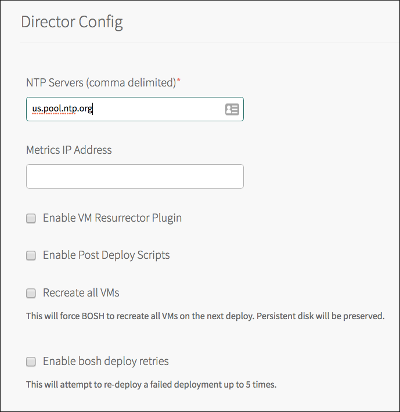 Director Config
NTP Servers (comma delimited)*
us.pool.ntp.org
Metrics IP Address
Enable VM Resurrector Plugin
Enable Post Deploy Scripts
Recreate all VMs
This will force BOSH to recreate all VMs on the next deploy. Persistent disk will be preserved.
Enable bosh deploy retries
This will attempt to re-deploy a failed deployment up to 5 times.